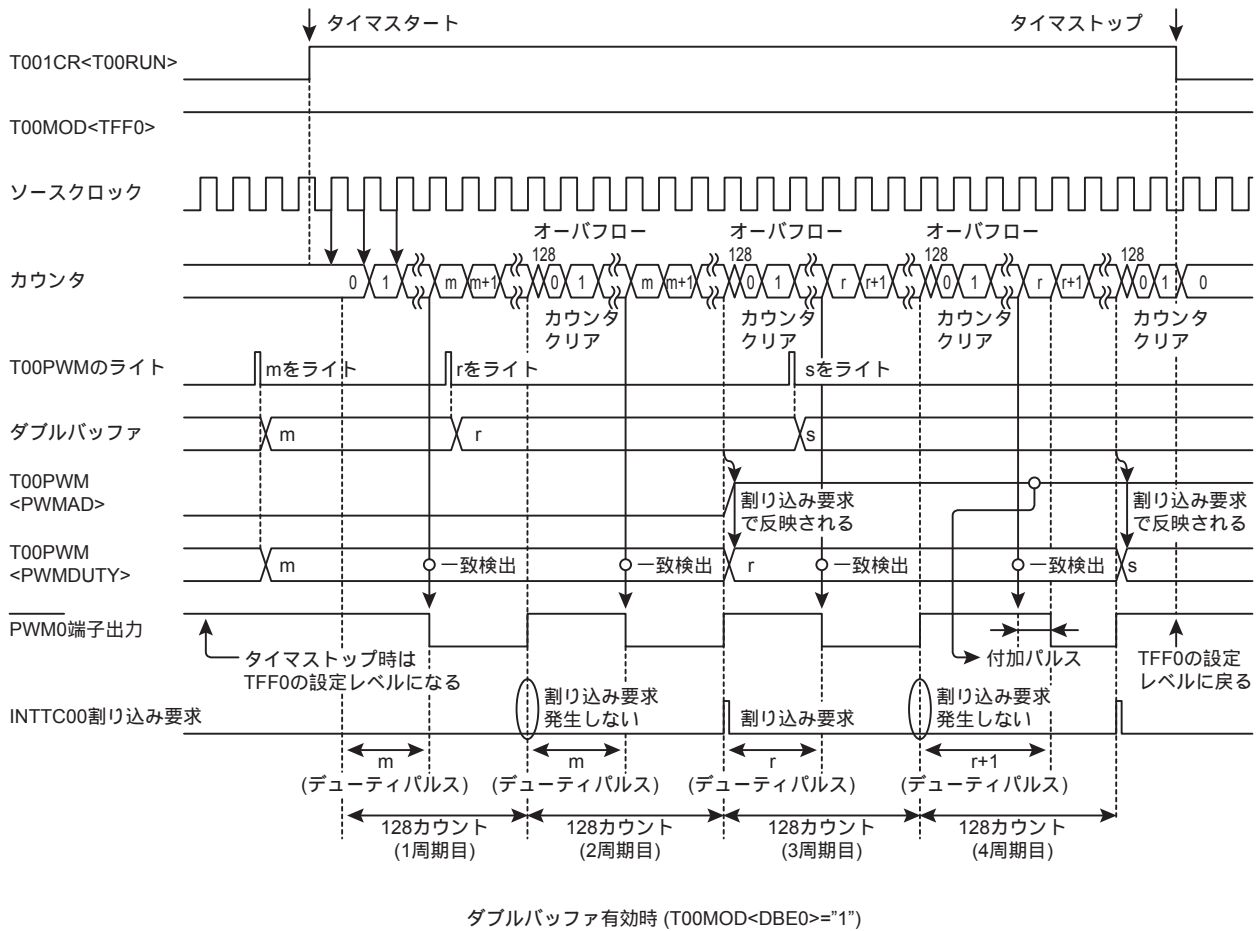 タイマスタート
タイマストップ
T001CR<T00RUN>
T00MOD<TFF0>
ソースクロック
オーバフロー
オーバフロー
オーバフロー
128
128
128
128
カウンタ
0 1 m m+1 0 1 m m+1 0 1 r r+1 0 1 r r+1 0 1 0
カウンタ
クリア
カウンタ
クリア
カウンタ
クリア
カウンタ
クリア
T00PWMのライト
mをライト
rをライト
sをライト
ダブルバッファ
m
r
s
T00PWM
<PWMAD>
割り込み要求
で反映される
割り込み要求
で反映される
T00PWM
<PWMDUTY>
m
一致検出
一致検出
r
一致検出
一致検出
s
PWM0端子出力
タイマストップ時は
TFF0の設定レベルになる
付加パルス
TFF0の設定
レベルに戻る
INTTC00割り込み要求
割り込み要求
発生しない
割り込み要求
割り込み要求
発生しない
m
(デューティパルス)
m
(デューティパルス)
r
(デューティパルス)
r+1
(デューティパルス)
128カウント
(1周期目)
128カウント
(2周期目)
128カウント
(3周期目)
128カウント
(4周期目)
ダブルバッファ有効時 (T00MOD<DBE0>="1")